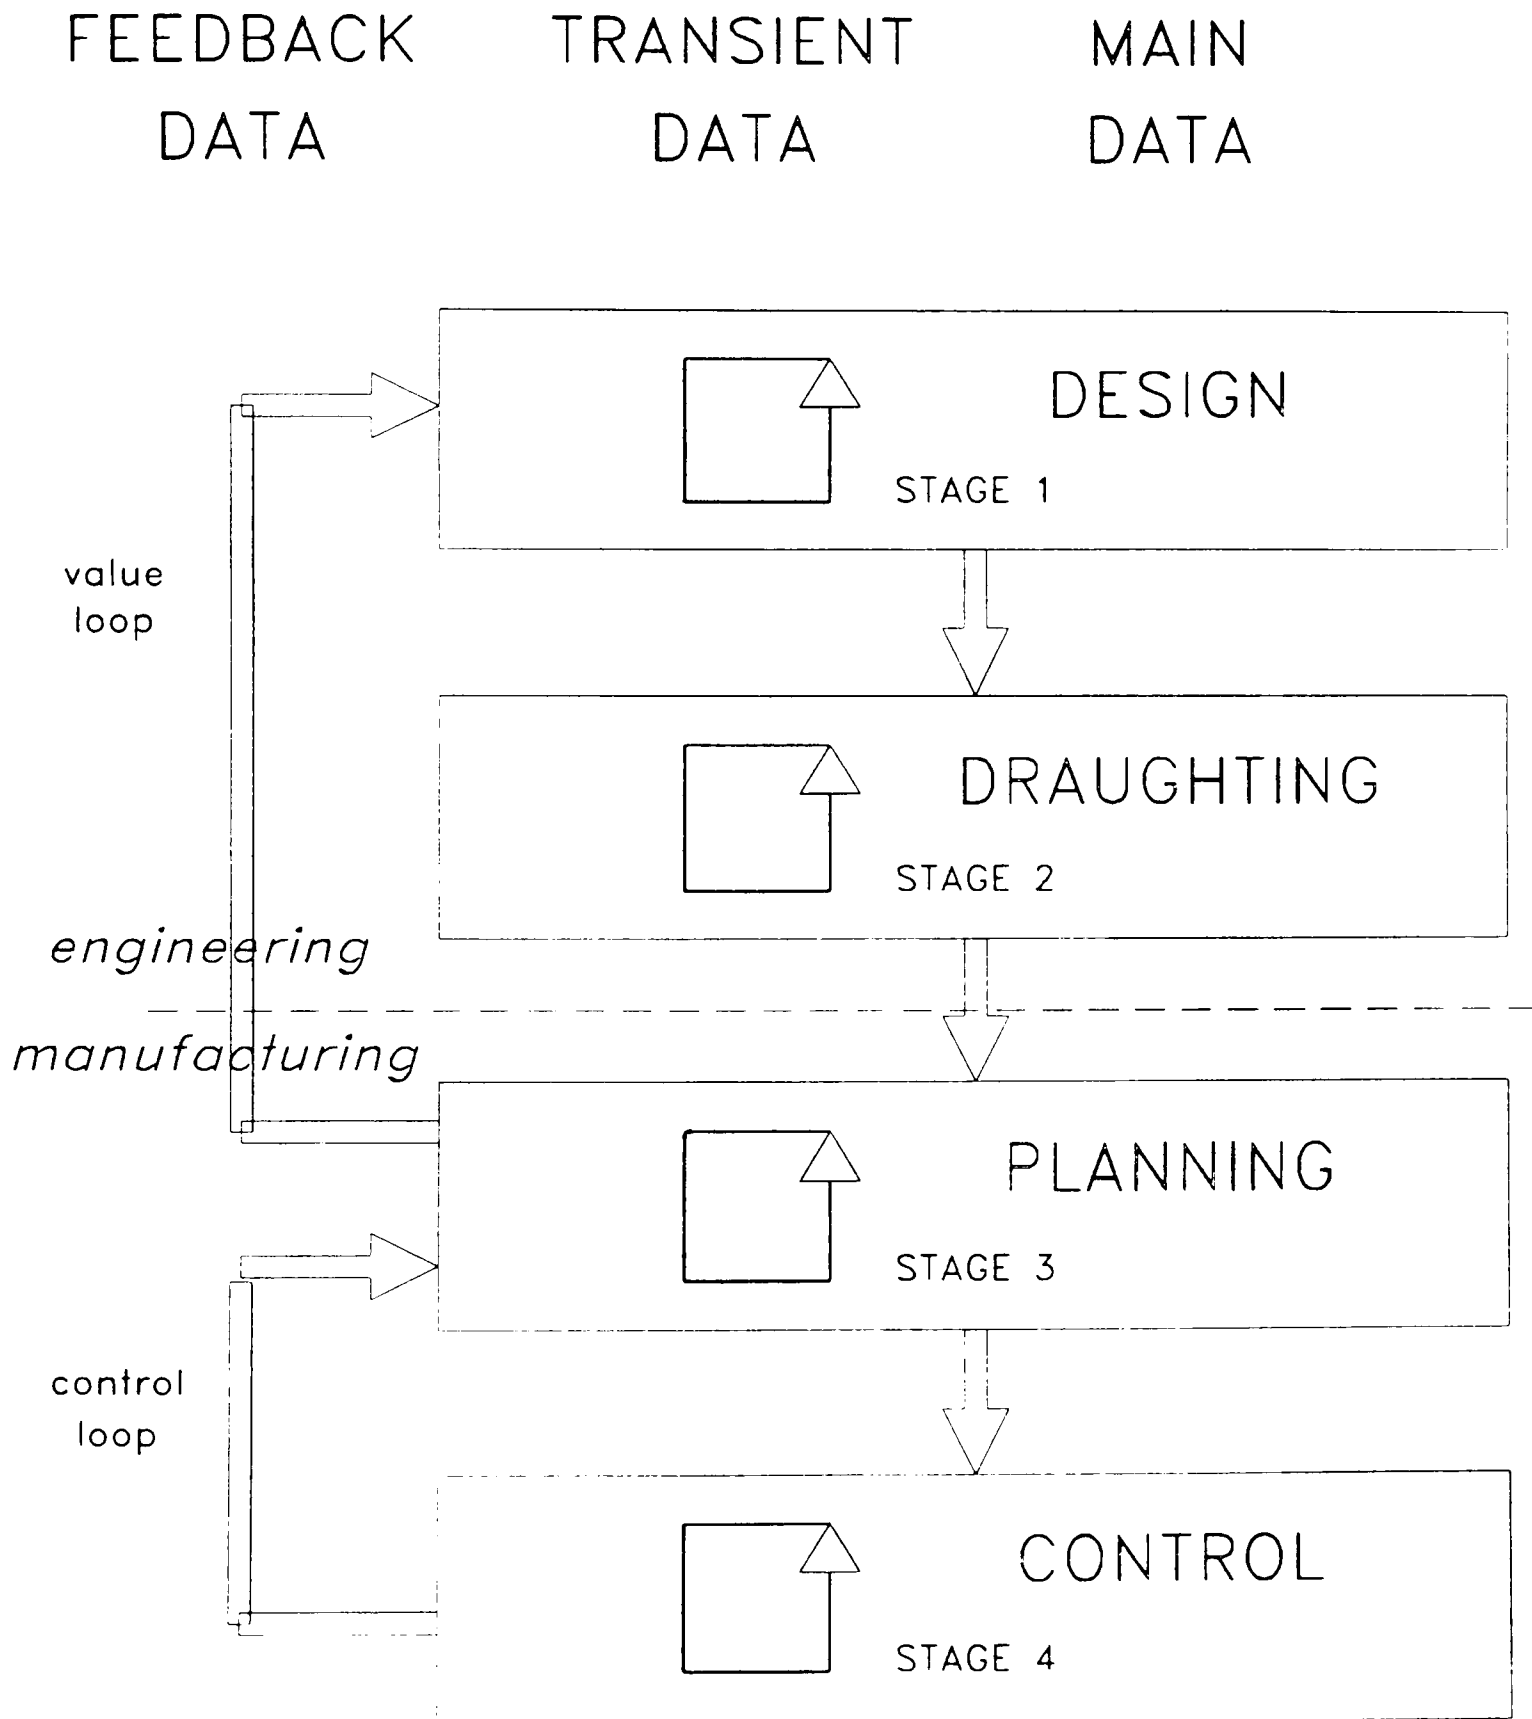 FEEDBACK
DATA
TRANSIENT
DATA
MAIN
DATA
DESIGN
STAGE 1
value
loop
DRAUGHTING
STAGE 2
engineering
manufacturing
PLANNING
STAGE 3
control
loop
CONTROL
STAGE 4